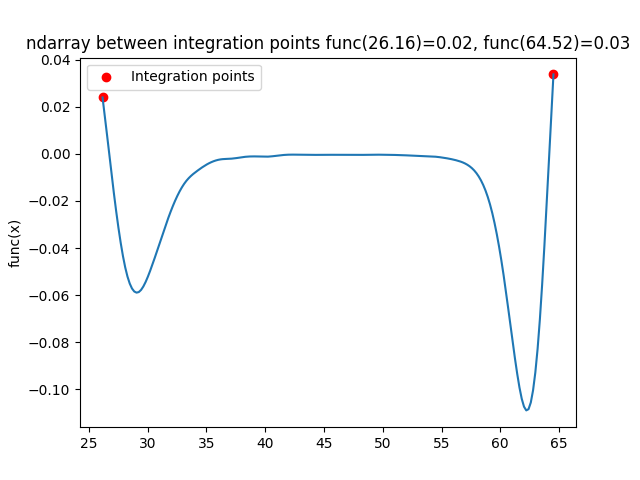 ndarray between integration points func(26.16)=0.02, func(64.52)=0.03
Integration points
func(x)
0.04
0.02
0.00
−0.02
−0.04
−0.06
−0.08
−0.10
25 30 35 40 45 50 55 60 65